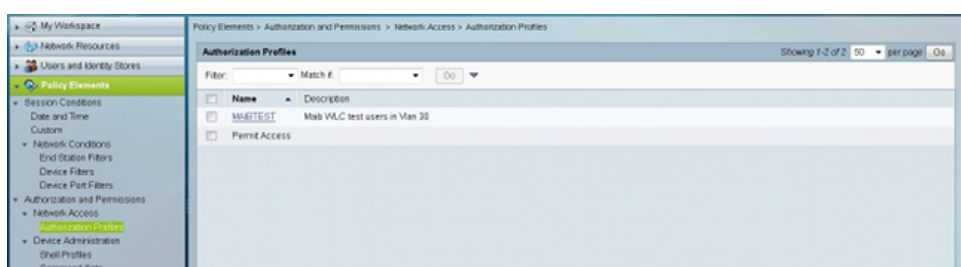 My Workspace
Network Resources
Users and Identity Stores
Policy Elements
Session Conditions
Date and Time
Custom
Network Conditions
End Station Filters
Device Filters
Device Port Filters
Authorization and Permissions
Network Access
Authorization Profiles
Device Administration
Shell Profiles
Command Sets
Policy Elements > Authorization and Permissions > Network Access > Authorization Profiles
Authorization Profiles
Showing 1-2 of 2 50 per page Go
Filter: Match if: Go
Name Description
MABTEST Mab WLC test users in Vlan 30
Permit Access